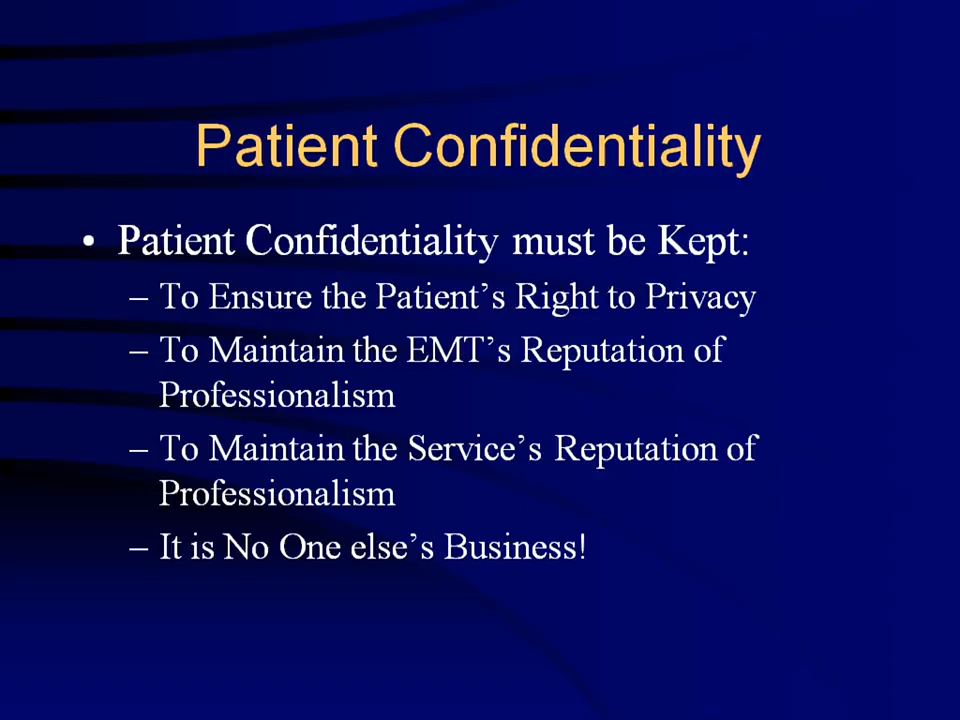 Patient Confidentiality
• Patient Confidentiality must be Kept:
– To Ensure the Patient’s Right to Privacy
– To Maintain the EMT’s Reputation of
Professionalism
– To Maintain the Service’s Reputation of
Professionalism
– It is No One else’s Business!